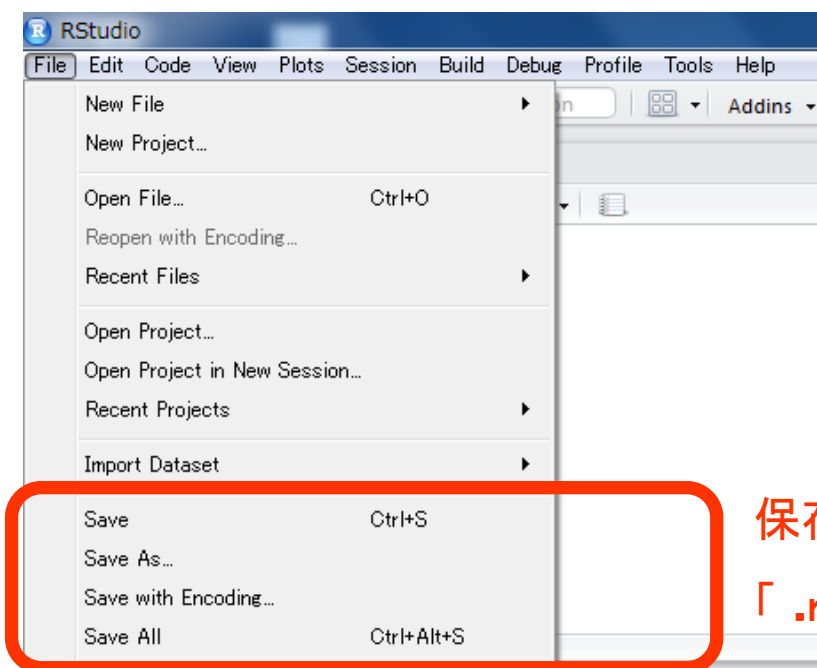 RStudio
File Edit Code View Plots Session Build Debug Profile Tools Help
New File
Addins
New Project...
Open File... Ctrl+O
Reopen with Encoding...
Recent Files
Open Project...
Open Project in New Session...
Recent Projects
Import Dataset
Save Ctrl+S
Save As...
Save with Encoding...
Save All Ctrl+Alt+S
保存
「 .r